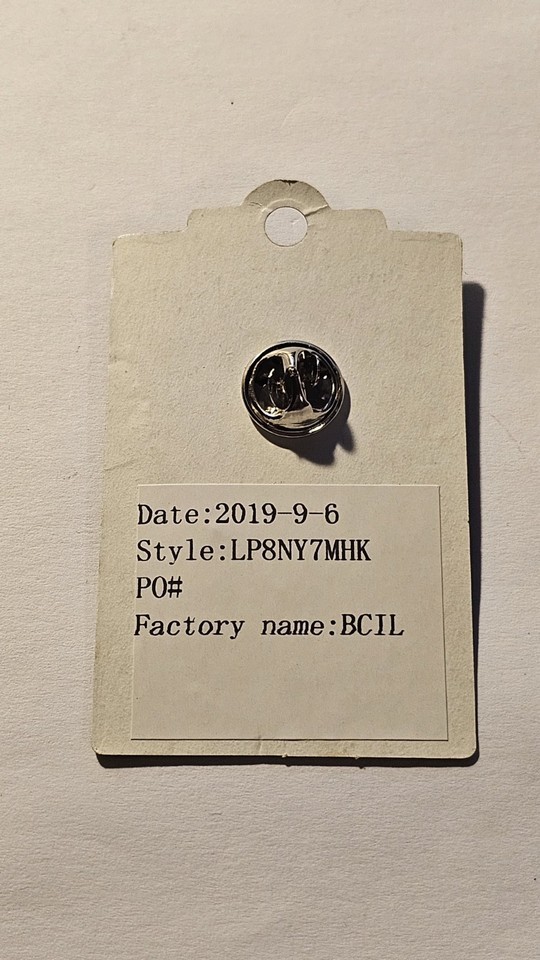 Date:2019-9-6
Style:LP8NY7MHK
PO#
Factory name:BCIL